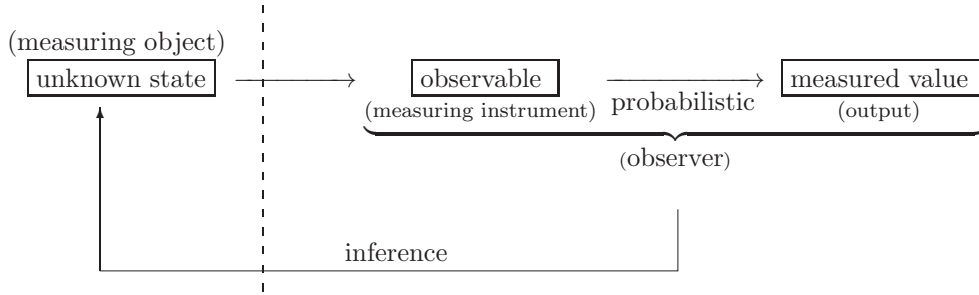 (measuring object)
unknown state
observable
measured value
probabilistic
(measuring instrument)
(output)
(observer)
inference